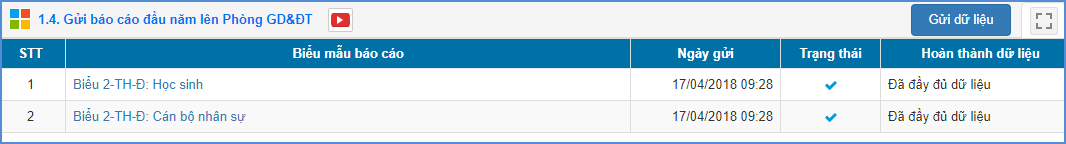 1.4. Gửi báo cáo đầu năm lên Phòng GD&ĐT
Gửi dữ liệu
STT Biểu mẫu báo cáo Ngày gửi Trạng thái Hoàn thành dữ liệu
1 Biểu 2-TH-Đ: Học sinh 17/04/2018 09:28 Đã đầy đủ dữ liệu
2 Biểu 2-TH-Đ: Cán bộ nhân sự 17/04/2018 09:28 Đã đầy đủ dữ liệu